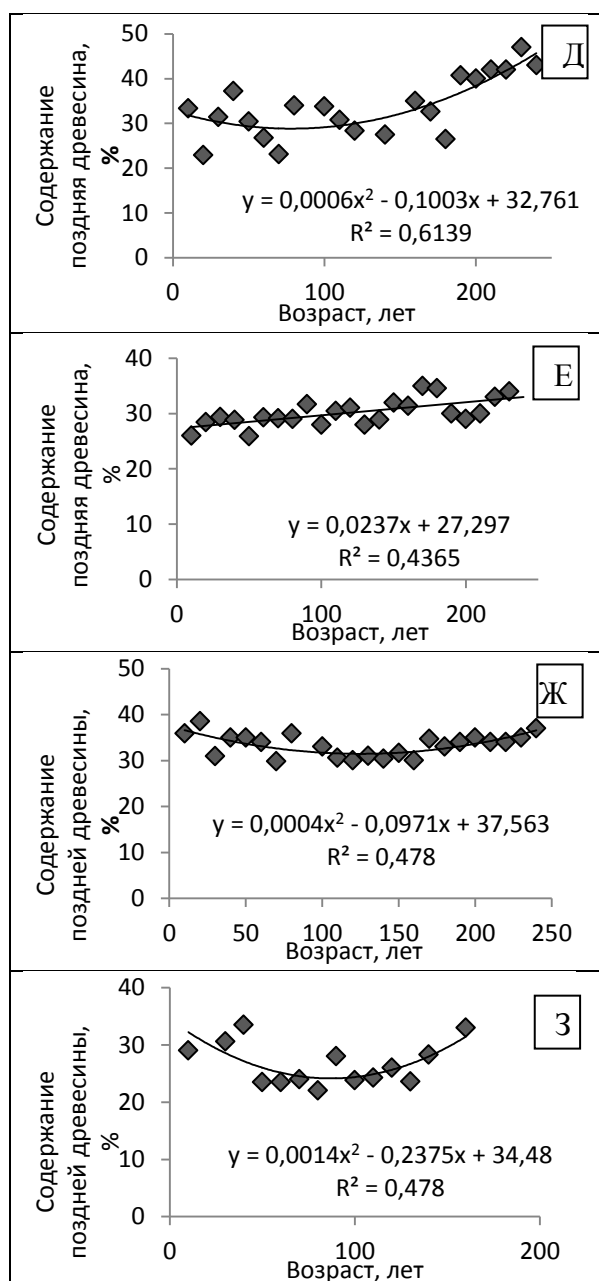 Содержание
поздняя древесина,
%
50
40
30
20
10
0
Д
y = 0,0006x² - 0,1003x + 32,761
R² = 0,6139
0 100 200
Возраст, лет
Содержание
поздняя древесина,
%
40
30
20
10
0
Е
y = 0,0237x + 27,297
R² = 0,4365
0 100 200
Возраст, лет
Содержание
поздней древесины,
%
50
40
30
20
10
0
Ж
y = 0,0004x² - 0,0971x + 37,563
R² = 0,478
0 50 100 150 200 250
Возраст, лет
Содержание
поздней древесины,
%
40
30
20
10
0
З
y = 0,0014x² - 0,2375x + 34,48
R² = 0,478
0 100 200
Возраст, лет